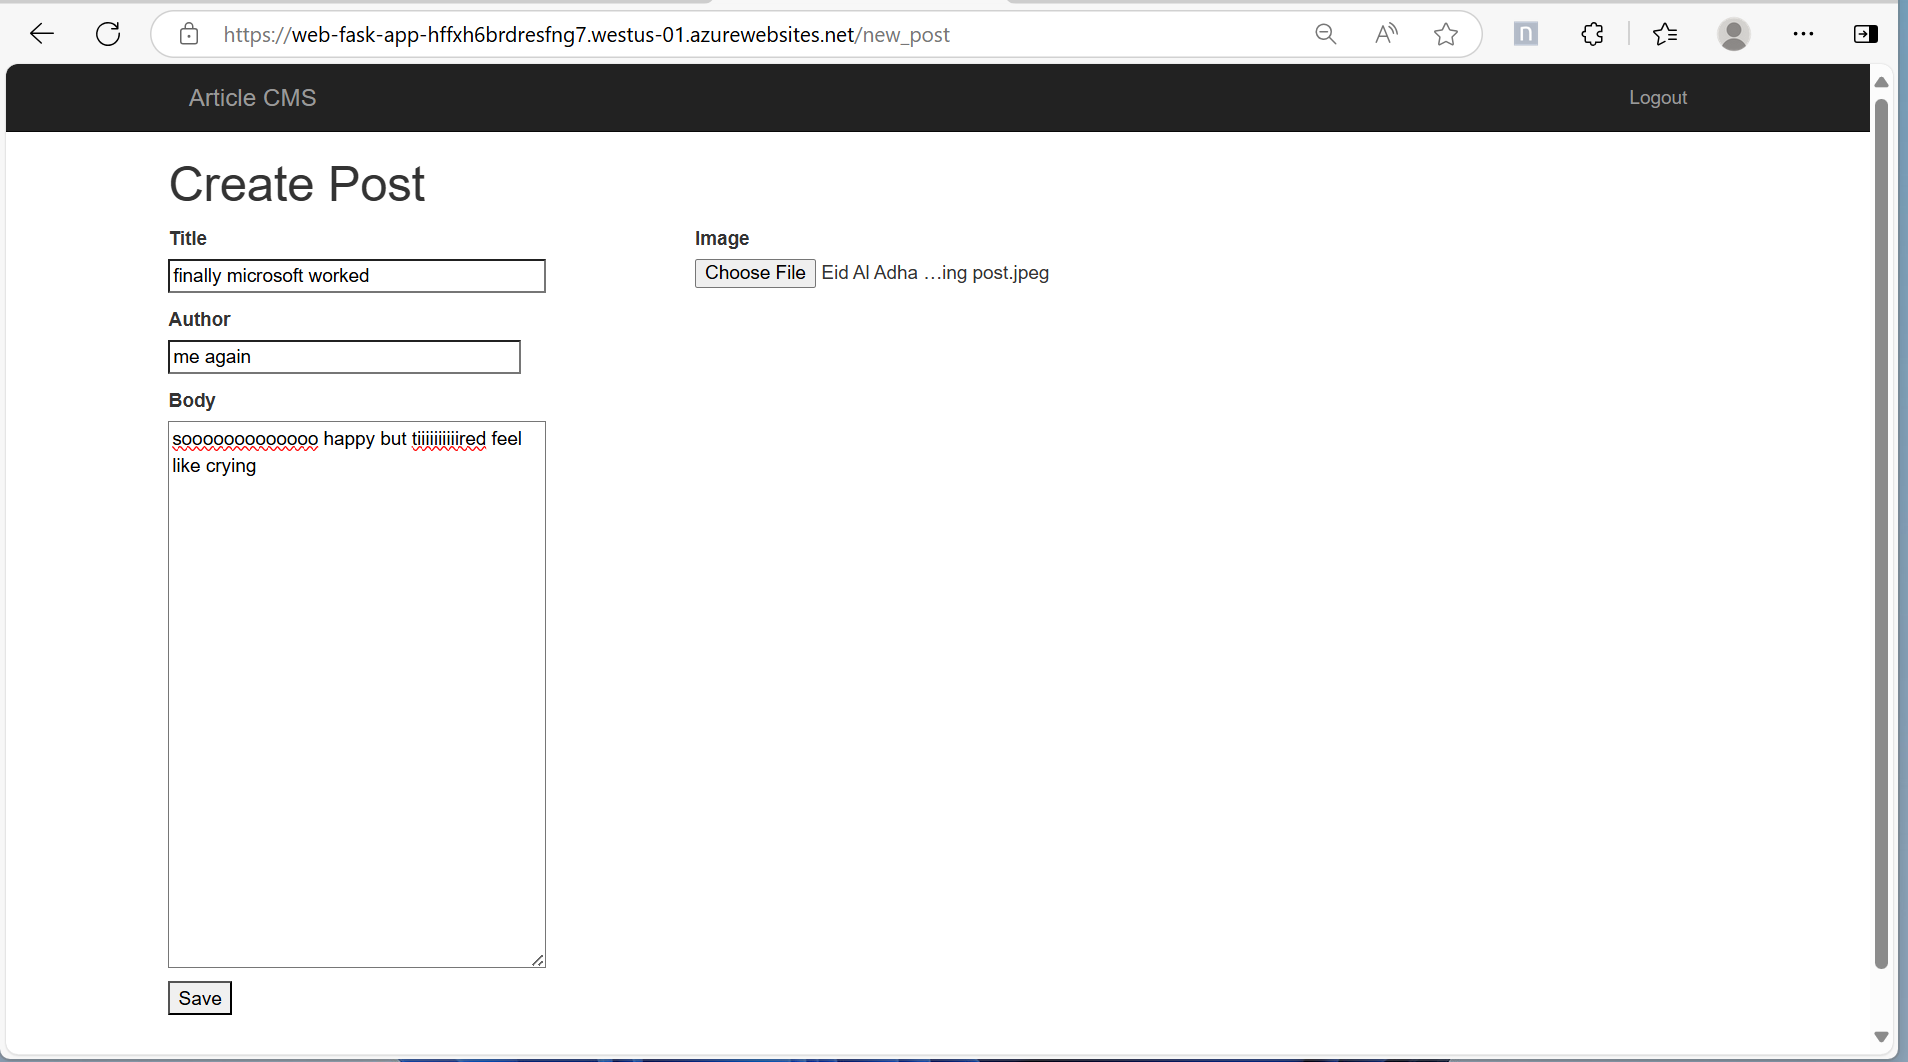 https://web-fask-app-hffxh6brdresfng7.westus-01.azurewebsites.net/new_post
Article CMS
Logout
Create Post
Title
finally microsoft worked
Image
Choose File Eid Al Adha …ing post.jpeg
Author
me again
Body
sooooooooooooo happy but tiiiiiiiiiired feel
like crying
Save